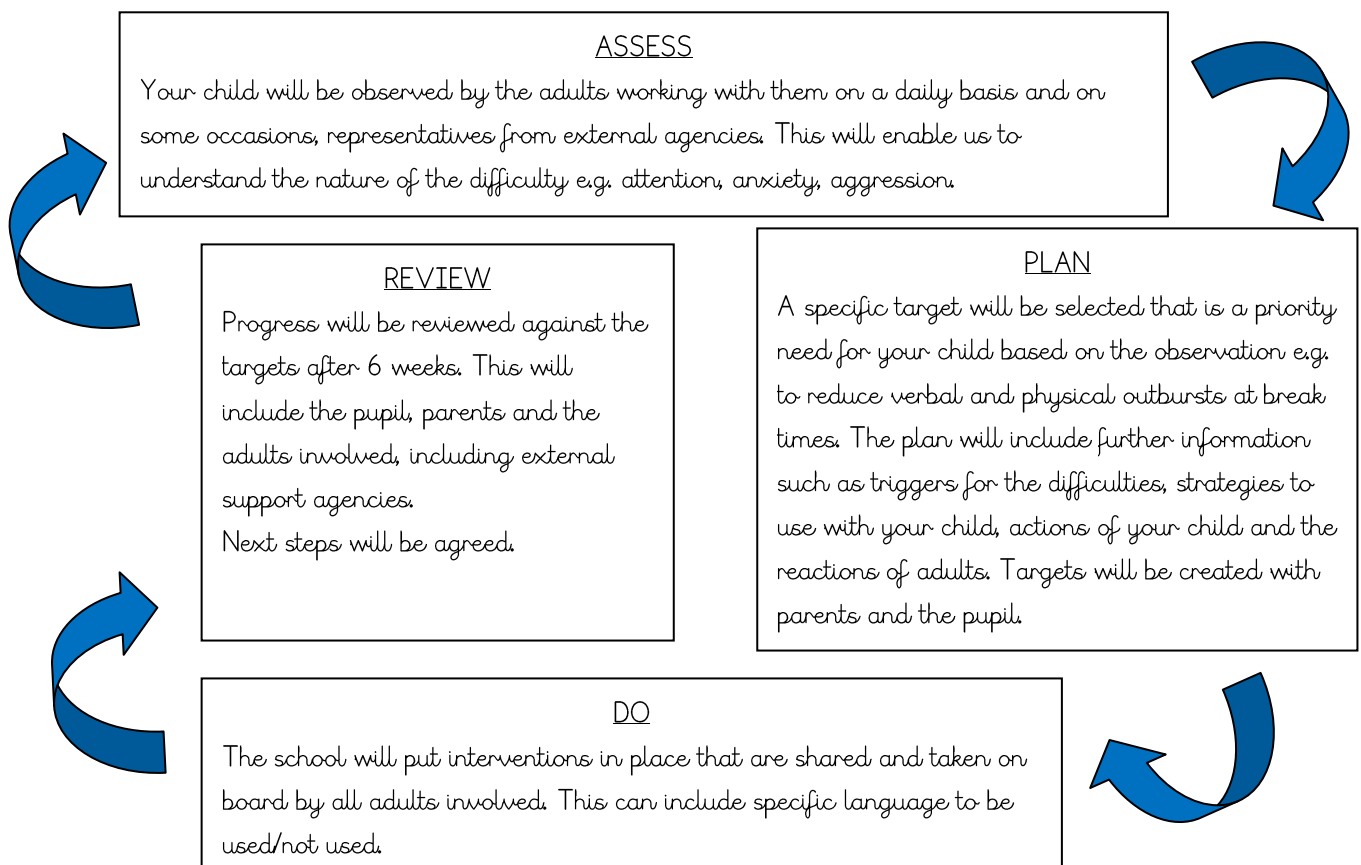 ASSESS
Your child will be observed by the adults working with them on a daily basis and on
some occasions, representatives from external agencies. This will enable us to
understand the nature of the difficulty e.g. attention, anxiety, aggression.
PLAN
A specific target will be selected that is a priority
need for your child based on the observation e.g.
to reduce verbal and physical outbursts at break
times. The plan will include further information
such as triggers for the difficulties, strategies to
use with your child, actions of your child and the
reactions of adults. Targets will be created with
parents and the pupil.
DO
The school will put interventions in place that are shared and taken on
board by all adults involved. This can include specific language to be
used/not used.
REVIEW
Progress will be reviewed against the
targets after 6 weeks. This will
include the pupil, parents and the
adults involved, including external
support agencies.
Next steps will be agreed.